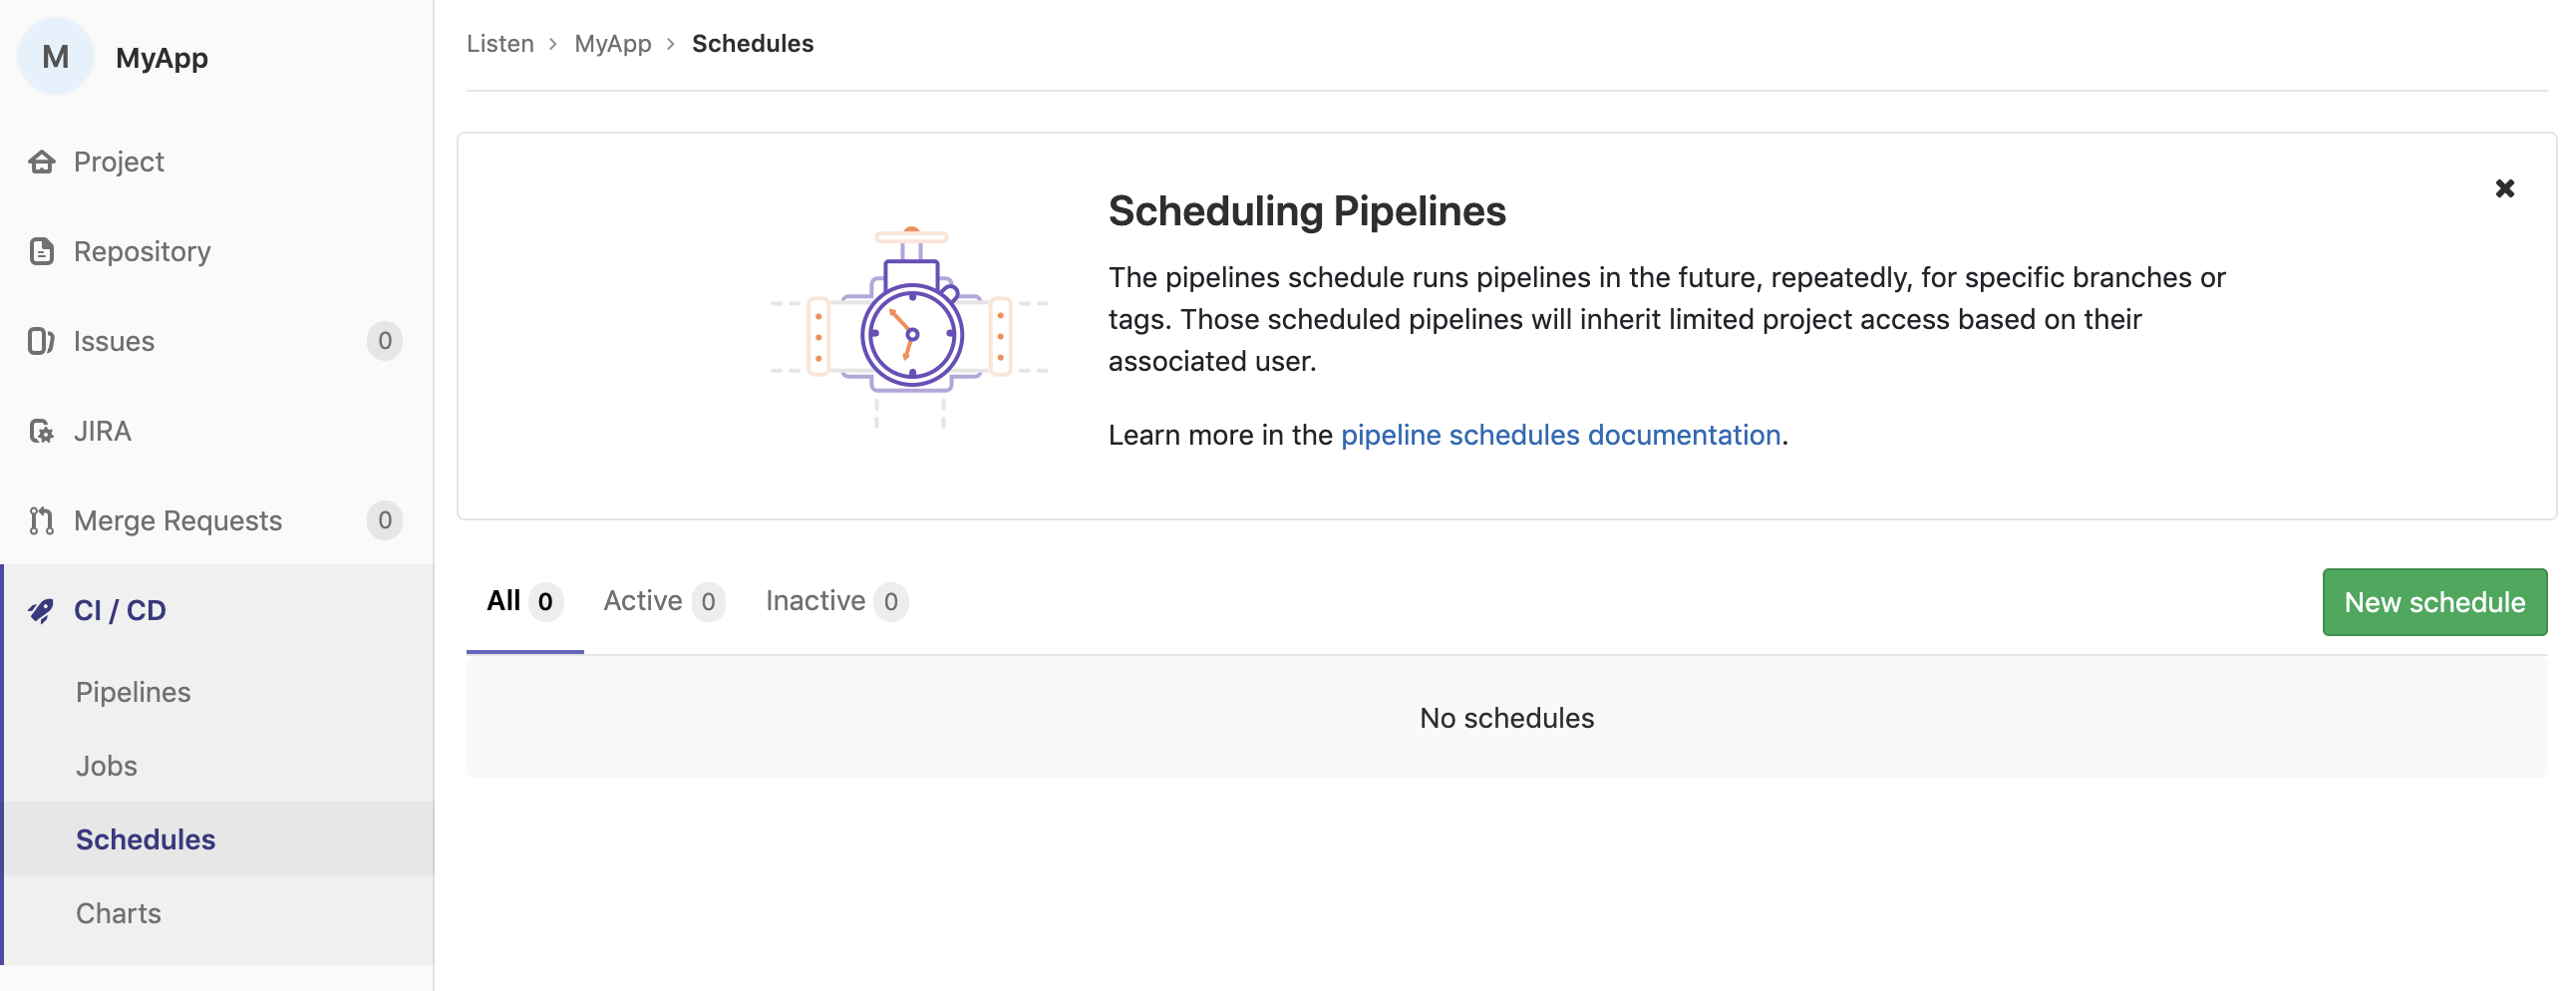 M MyApp
Project
Repository
Issues 0
JIRA
Merge Requests 0
CI / CD
Pipelines
Jobs
Schedules
Charts
Listen > MyApp > Schedules
Scheduling Pipelines
The pipelines schedule runs pipelines in the future, repeatedly, for specific branches or
tags. Those scheduled pipelines will inherit limited project access based on their
associated user.
Learn more in the pipeline schedules documentation.
All 0 Active 0 Inactive 0
New schedule
No schedules